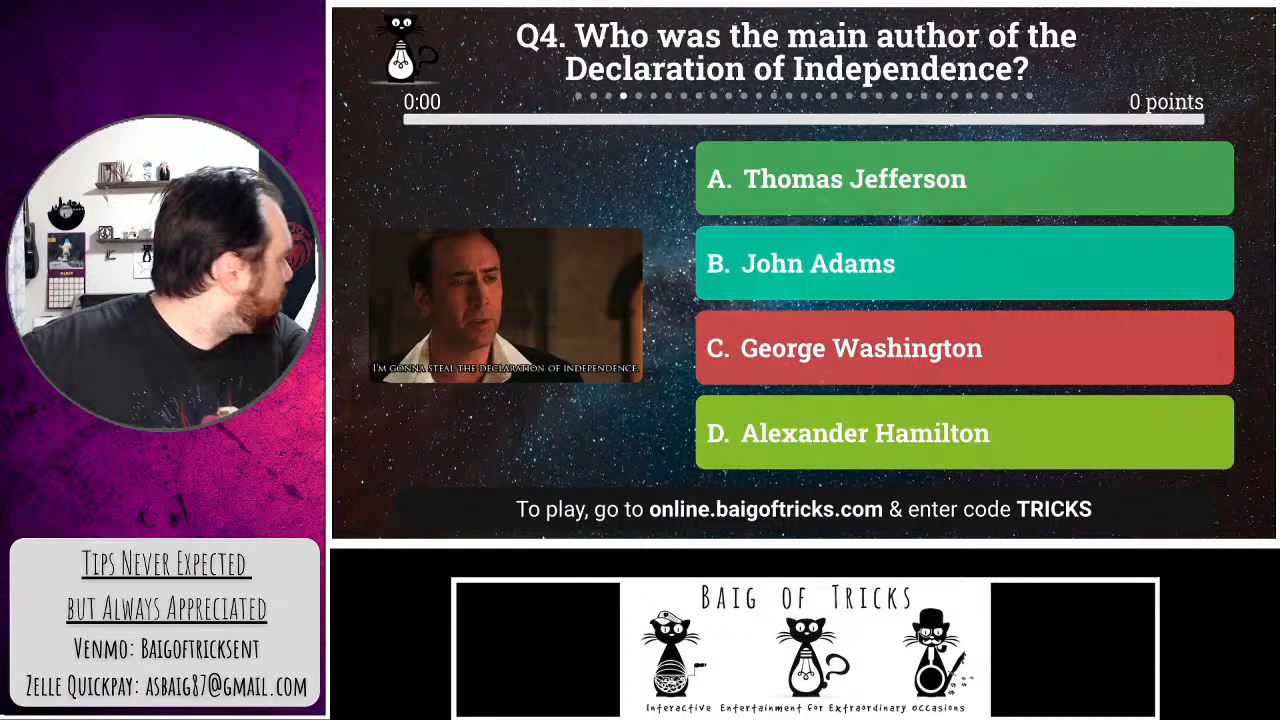 Q4. Who was the main author of the
Declaration of Independence?
0:00
0 points
A. Thomas Jefferson
B. John Adams
C. George Washington
D. Alexander Hamilton
I'M GONNA STEAL THE DECLARATION OF INDEPENDENCE.
To play, go to online.baigoftricks.com & enter code TRICKS
Tips Never Expected
but Always Appreciated
Venmo: Baigoftricksent
Zelle Quickpay: asbaig87@gmail.com
Baig of Tricks
Interactive Entertainment for Extraordinary Occasions